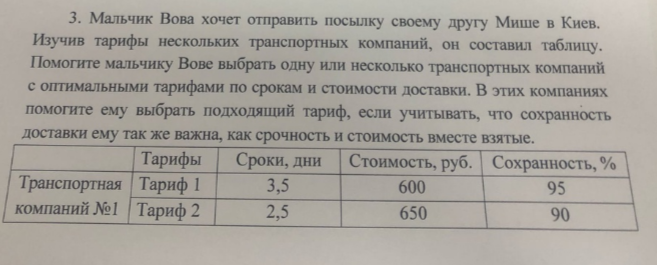 3. Мальчик Вова хочет отправить посылку своему другу Мише в Киев.
Изучив тарифы нескольких транспортных компаний, он составил таблицу.
Помогите мальчику Вове выбрать одну или несколько транспортных компаний
с оптимальными тарифами по срокам и стоимости доставки. В этих компаниях
помогите ему выбрать подходящий тариф, если учитывать, что сохранность
доставки ему так же важна, как срочность и стоимость вместе взятые.
Тарифы Сроки, дни Стоимость, руб. Сохранность, %
Транспортная Тариф 1 3,5 600 95
компаний №1 Тариф 2 2,5 650 90